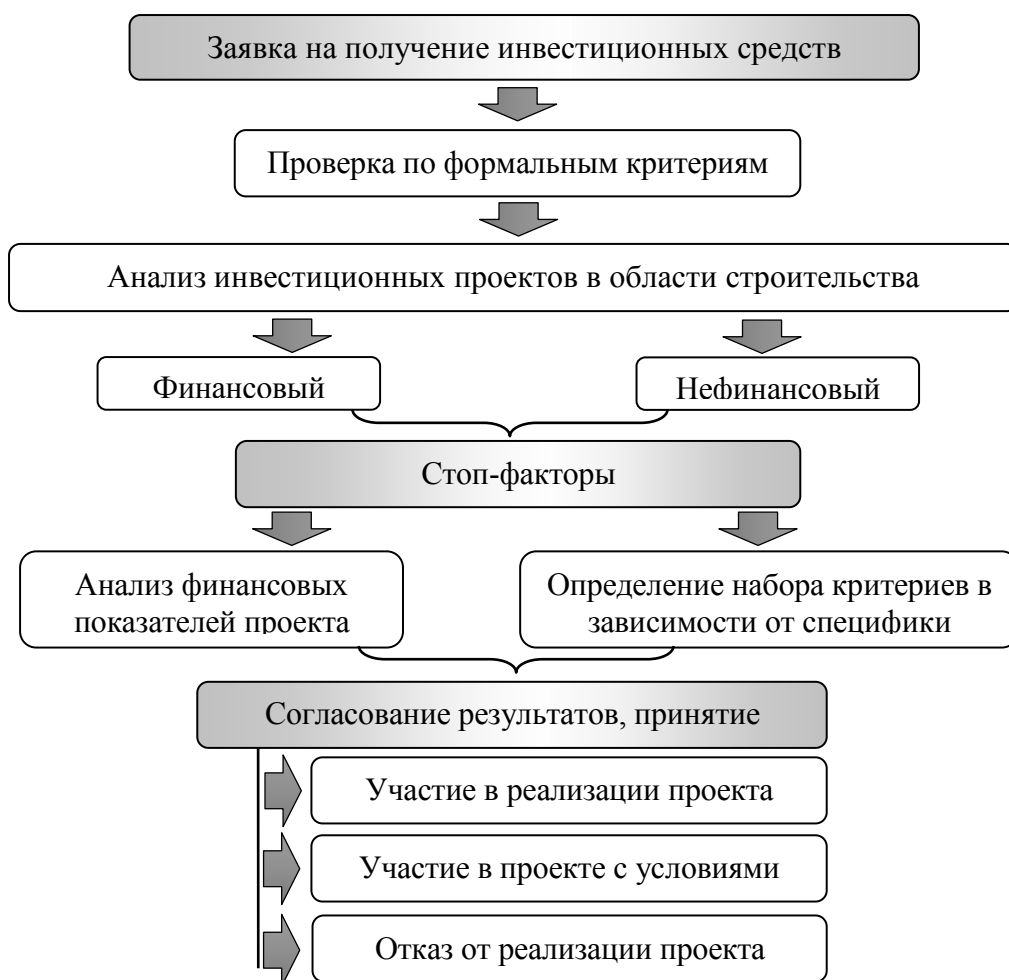 Заявка на получение инвестиционных средств
Проверка по формальным критериям
Анализ инвестиционных проектов в области строительства
Финансовый
Нефинансовый
Стоп-факторы
Анализ финансовых
показателей проекта
Определение набора критериев в
зависимости от специфики
Согласование результатов, принятие
Участие в реализации проекта
Участие в проекте с условиями
Отказ от реализации проекта